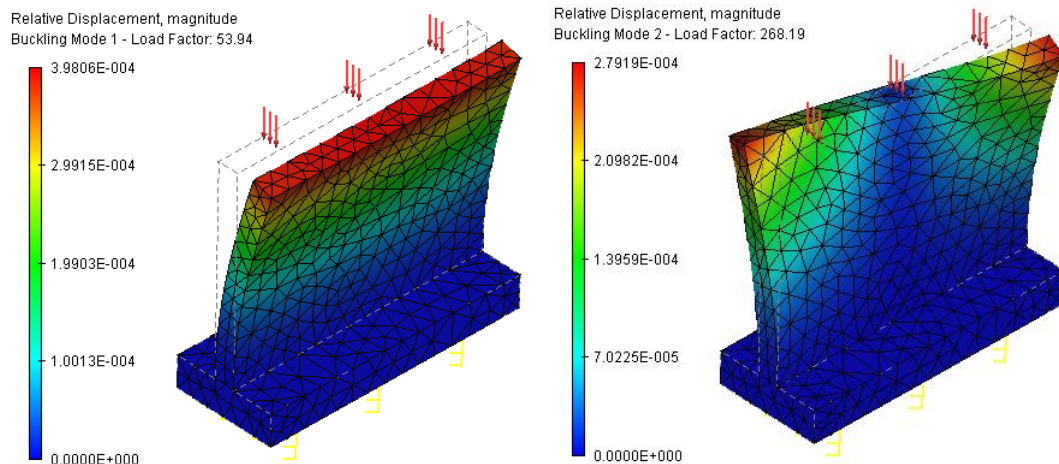 Relative Displacement, magnitude
Buckling Mode 1 - Load Factor: 53.94
3.9806E-004
2.9915E-004
1.9903E-004
1.0013E-004
0.0000E+000
Relative Displacement, magnitude
Buckling Mode 2 - Load Factor: 268.19
2.7919E-004
2.0982E-004
1.3959E-004
7.0225E-005
0.0000E+000